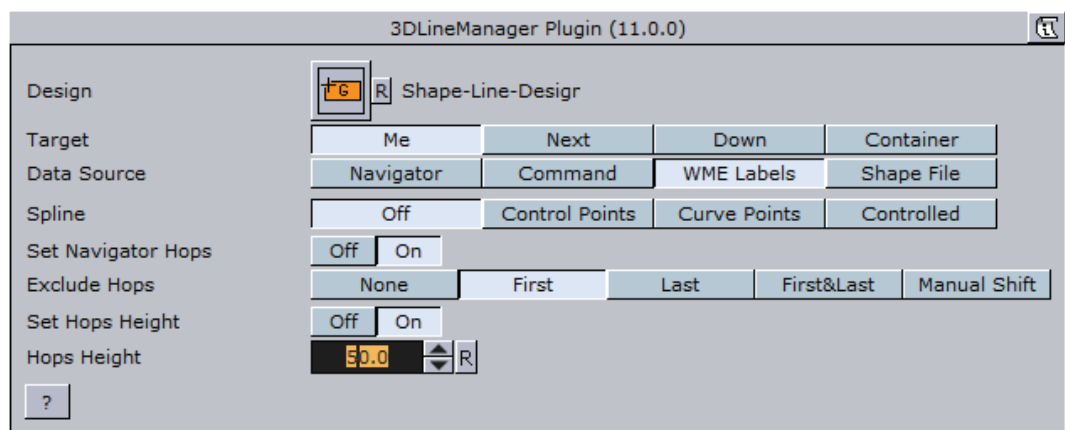 3DLineManager Plugin (11.0.0)
Design G R Shape-Line-Desigr
Target Me Next Down Container
Data Source Navigator Command WME Labels Shape File
Spline Off Control Points Curve Points Controlled
Set Navigator Hops Off On
Exclude Hops None First Last First&Last Manual Shift
Set Hops Height Off On
Hops Height 50.0 R
?